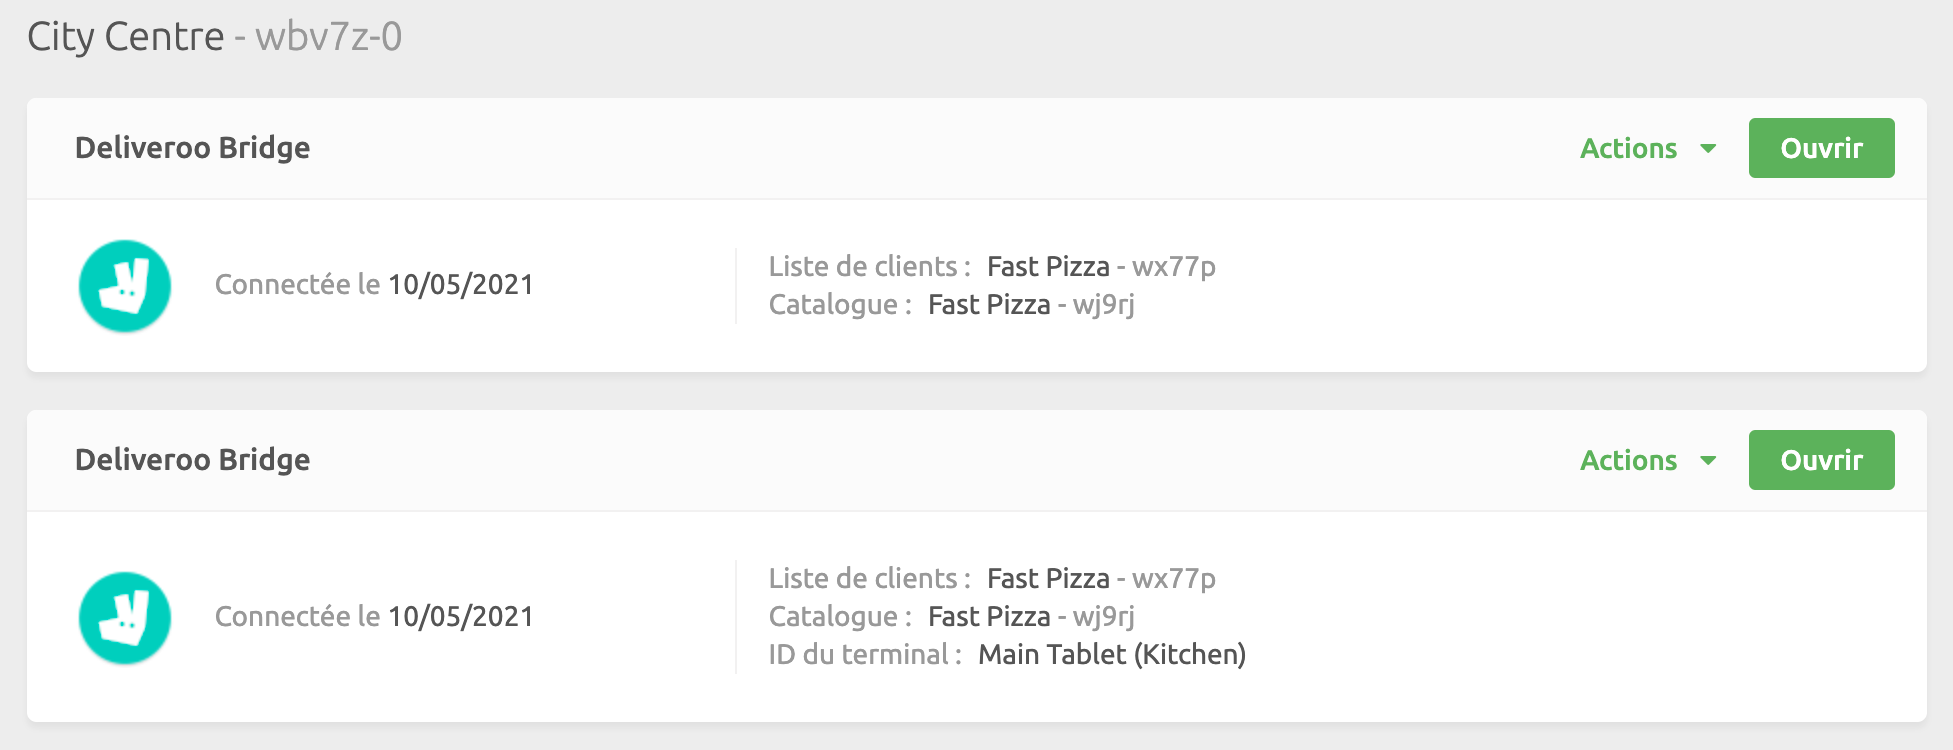 City Centre - wbv7z-0
Deliveroo Bridge
Actions
Ouvrir
Connectée le 10/05/2021
Liste de clients : Fast Pizza - wx77p
Catalogue : Fast Pizza - wj9rj
Deliveroo Bridge
Actions
Ouvrir
Connectée le 10/05/2021
Liste de clients : Fast Pizza - wx77p
Catalogue : Fast Pizza - wj9rj
ID du terminal : Main Tablet (Kitchen)